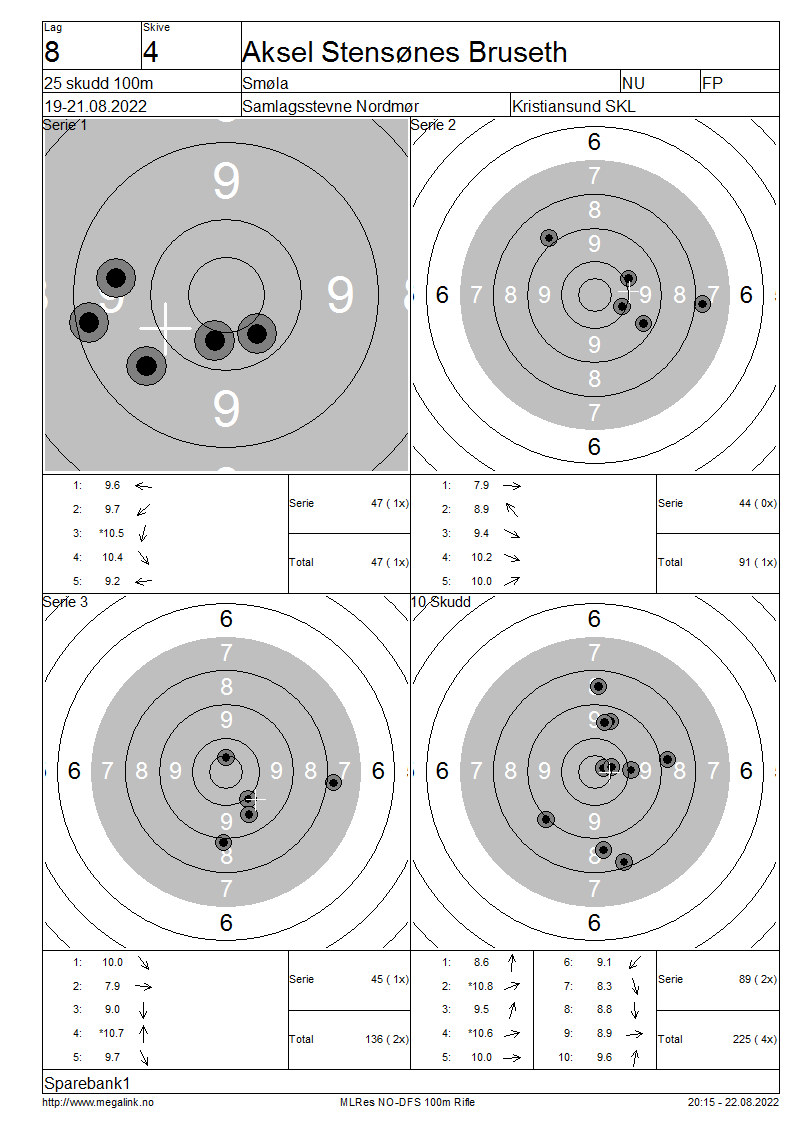 Lag Skive
8 4 Aksel Stensønes Bruseth
25 skudd 100m Smøla NU FP
19-21.08.2022 Samlagsstevne Nordmør Kristiansund SKL
Serie 1
9
8 9 9 8
9
Serie 2
6
7
8
9
6 7 8 9 9 8 7 6
9
8
7
6
1: 9.6
2: 9.7
3: *10.5
4: 10.4
5: 9.2
Serie 47 ( 1x)
Total 47 ( 1x)
1: 7.9
2: 8.9
3: 9.4
4: 10.2
5: 10.0
Serie 44 ( 0x)
Total 91 ( 1x)
Serie 3
6
7
8
9
6 7 8 9 9 8 7 6
9
8
7
6
10 Skudd
6
7
8
9
6 7 8 9 9 8 7 6
9
8
7
6
1: 10.0
2: 7.9
3: 9.0
4: *10.7
5: 9.7
Serie 45 ( 1x)
Total 136 ( 2x)
1: 8.6 6: 9.1
2: *10.8 7: 8.3
3: 9.5 8: 8.8
4: *10.6 9: 8.9
5: 10.0 10: 9.6
Serie 89 ( 2x)
Total 225 ( 4x)
Sparebank1
http://www.megalink.no MLRes NO-DFS 100m Rifle 20:15 - 22.08.2022